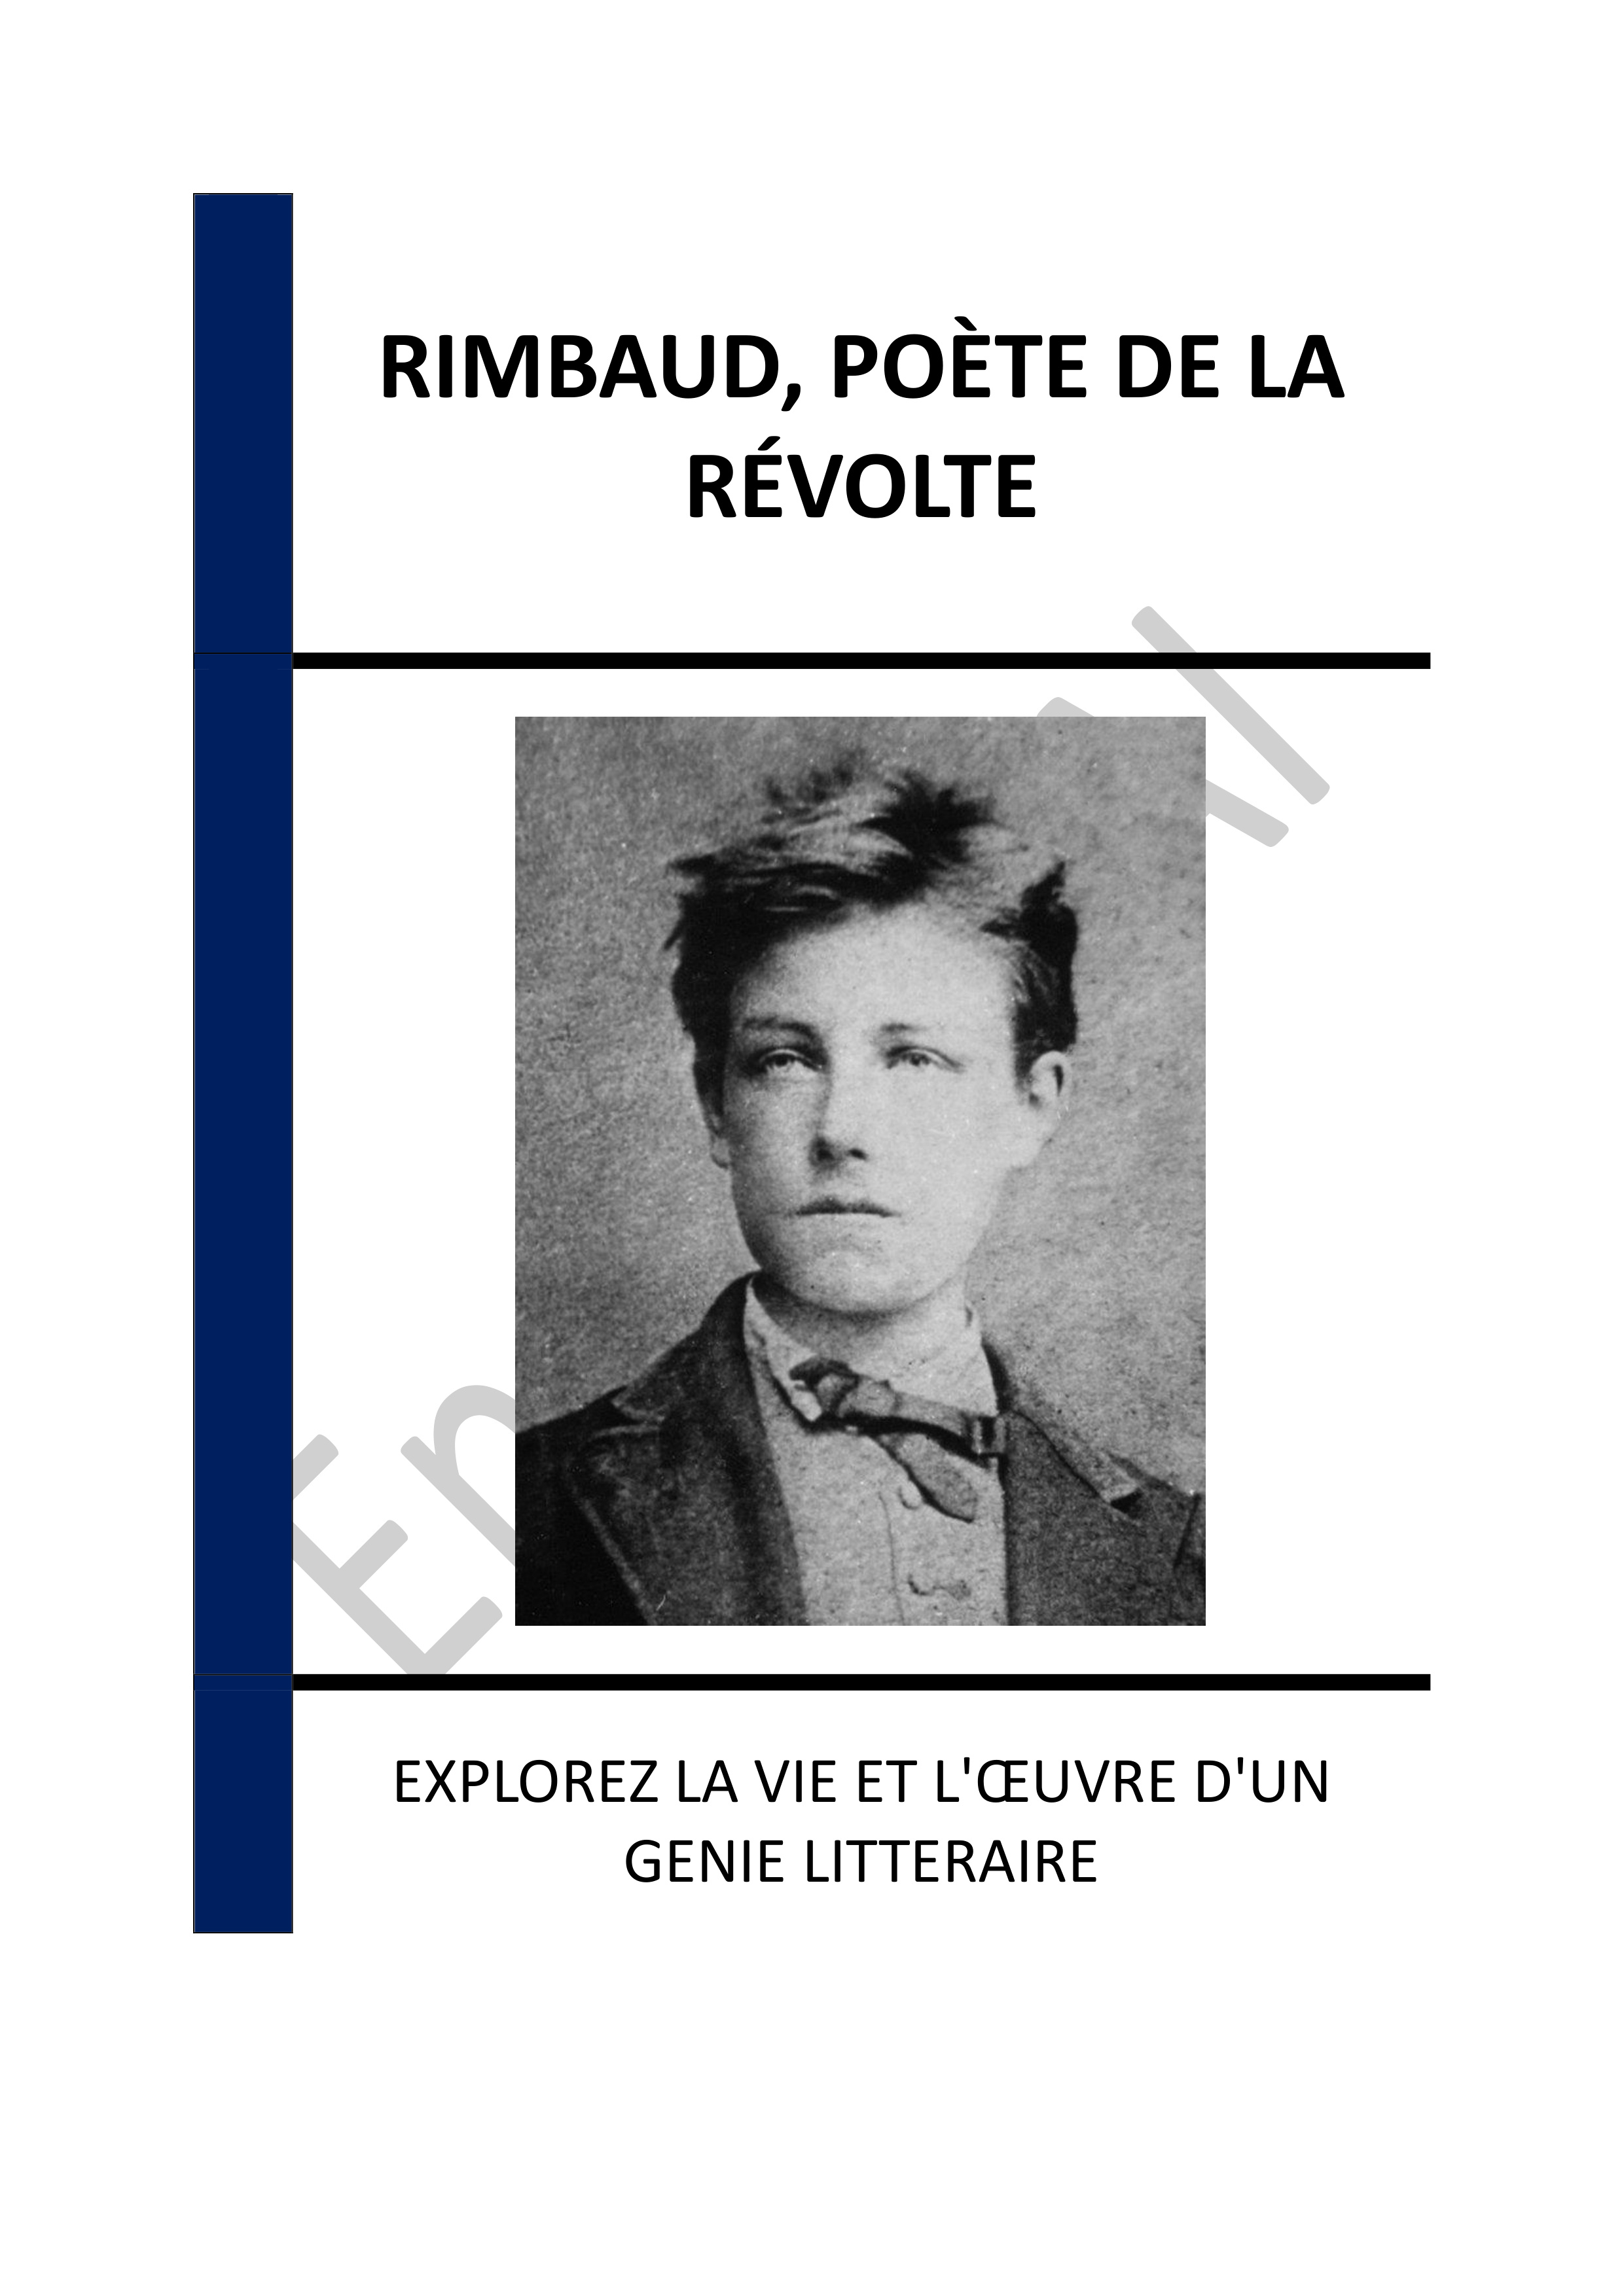 RIMBAUD, POÈTE DE LA
RÉVOLTE
EXPLOREZ LA VIE ET L'ŒUVRE D'UN
GENIE LITTERAIRE